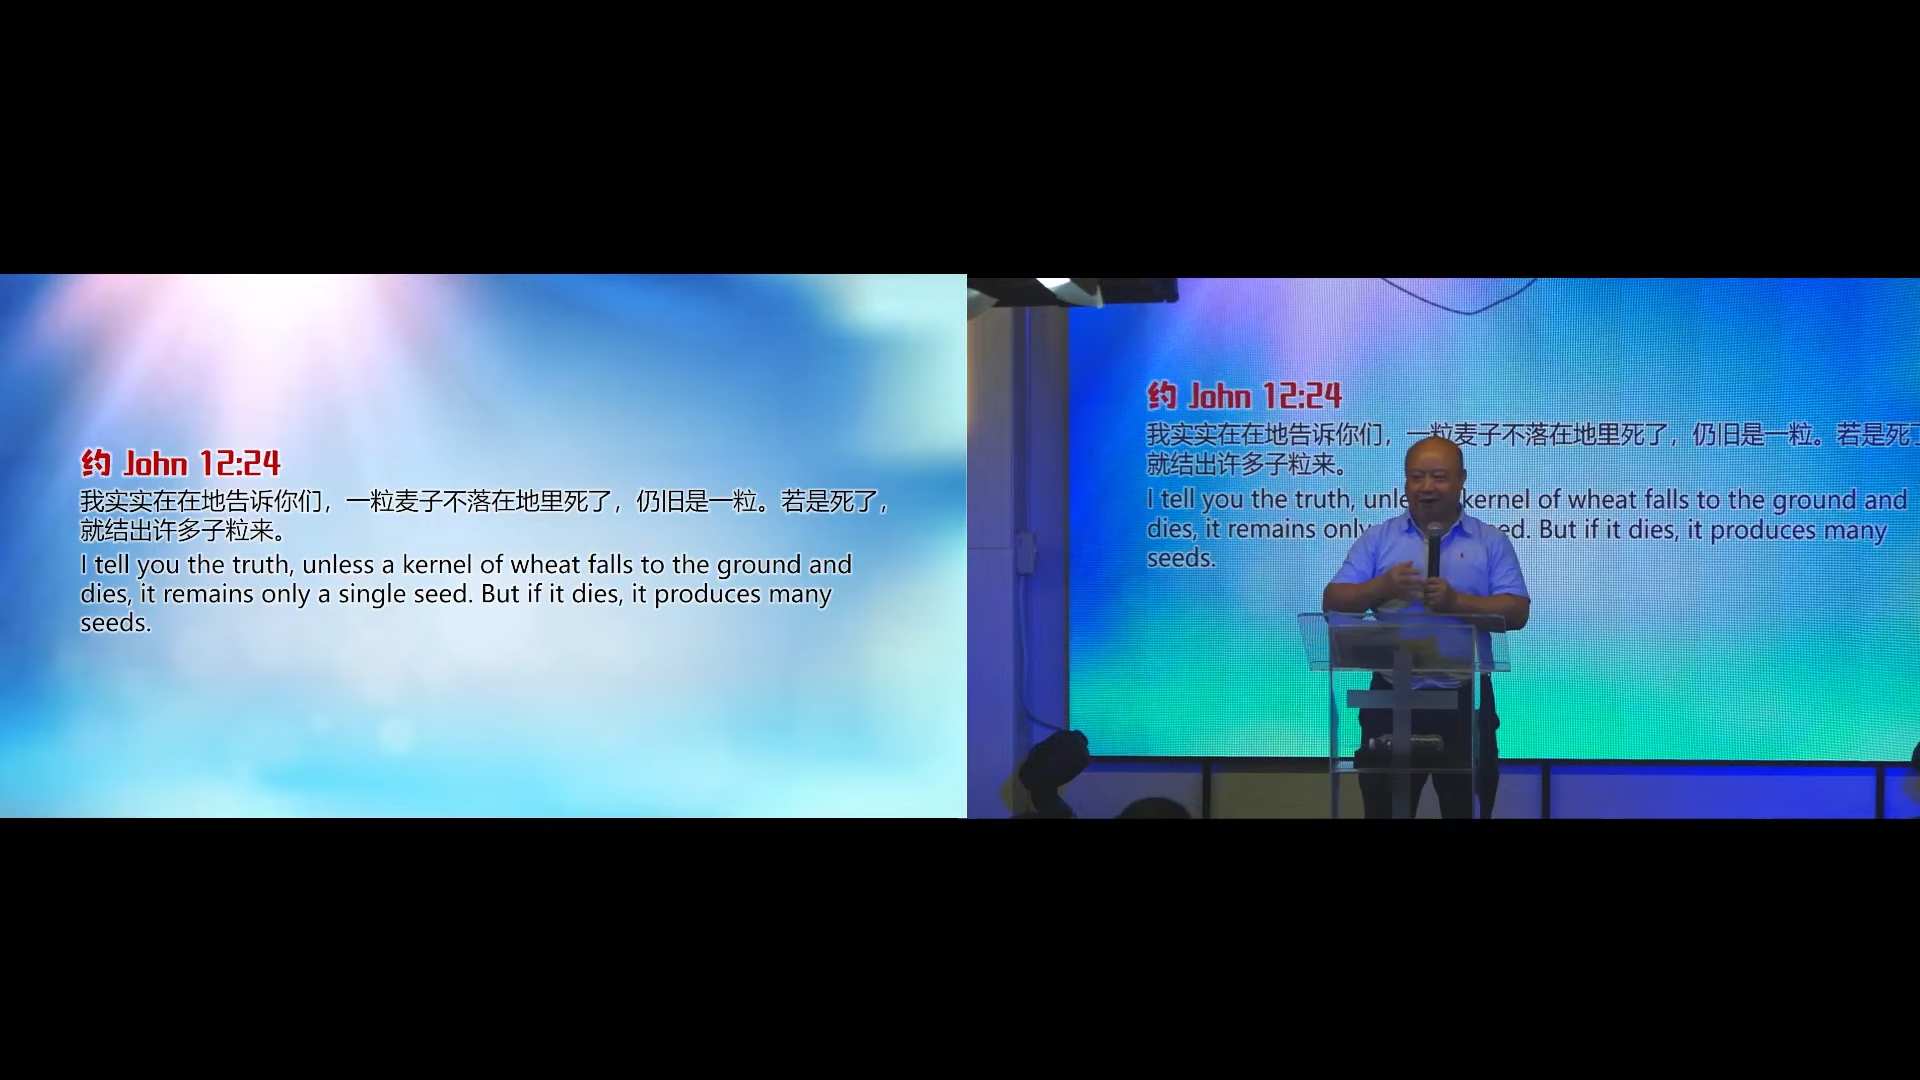 约 John 12:24
我实实在在地告诉你们，一粒麦子不落在地里死了，仍旧是一粒。若是死了，
就结出许多子粒来。
I tell you the truth, unless a kernel of wheat falls to the ground and
dies, it remains only a single seed. But if it dies, it produces many
seeds.
约 John 12:24
我实实在在地告诉你们，一粒麦子不落在地里死了，仍旧是一粒。若是死
就结出许多子粒来。
I tell you the truth, kernel of wheat falls to the ground and
dies, it remains only But if it dies, it produces many
seeds.